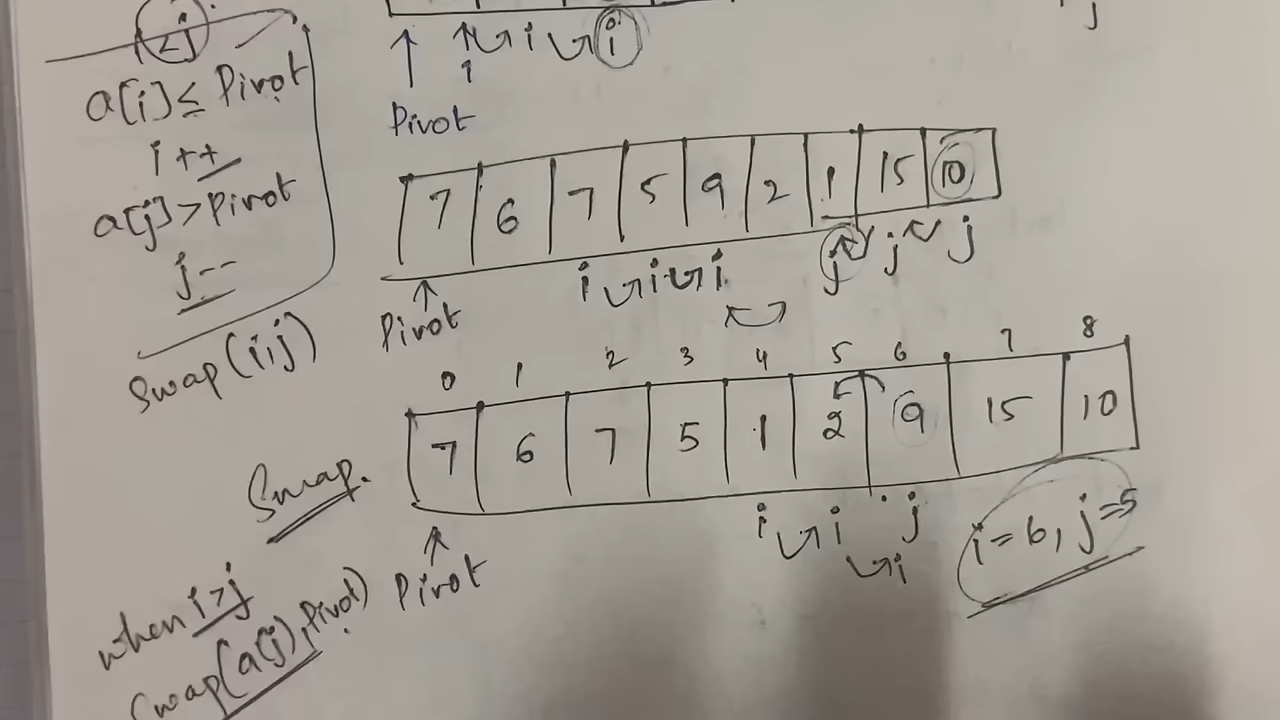 <j
a[i]≤ Pivot
i++
a[j]>Pivot
j--
Swap(i,j)
i i i j
Pivot
7 6 7 5 9 2 1 15 10
i i i j j j
Pivot
0 1 2 3 4 5 6 7 8
7 6 7 5 1 2 9 15 10
Swap.
i i j
i
i=6, j=5
Pivot
when i>j
Swap(a[j], Pivot)